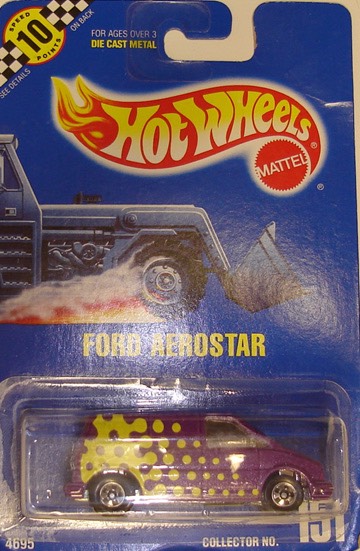 SPEED
10
POINTS
ON BACK
SEE DETAILS
FOR AGES OVER 3
DIE CAST METAL
HOT WHEELS
®
MATTEL
®
FORD AEROSTAR
4695
COLLECTOR NO.
151